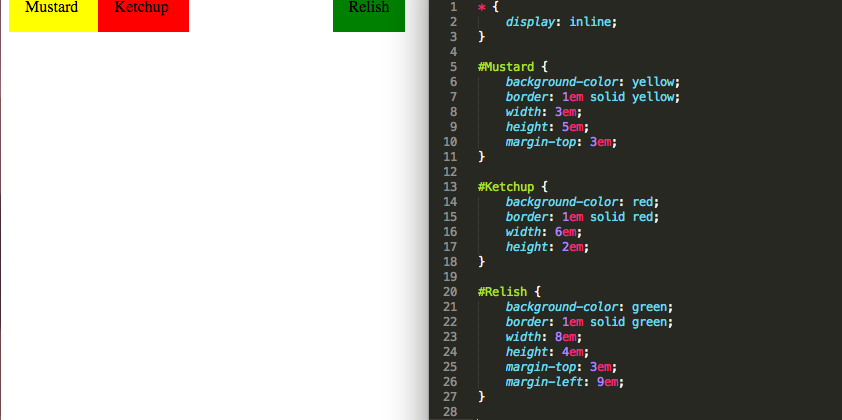 Mustard Ketchup Relish
1 * {
2 display: inline;
3 }
4
5 #Mustard {
6 background-color: yellow;
7 border: 1em solid yellow;
8 width: 3em;
9 height: 5em;
10 margin-top: 3em;
11 }
12
13 #Ketchup {
14 background-color: red;
15 border: 1em solid red;
16 width: 6em;
17 height: 2em;
18 }
19
20 #Relish {
21 background-color: green;
22 border: 1em solid green;
23 width: 8em;
24 height: 4em;
25 margin-top: 3em;
26 margin-left: 9em;
27 }
28